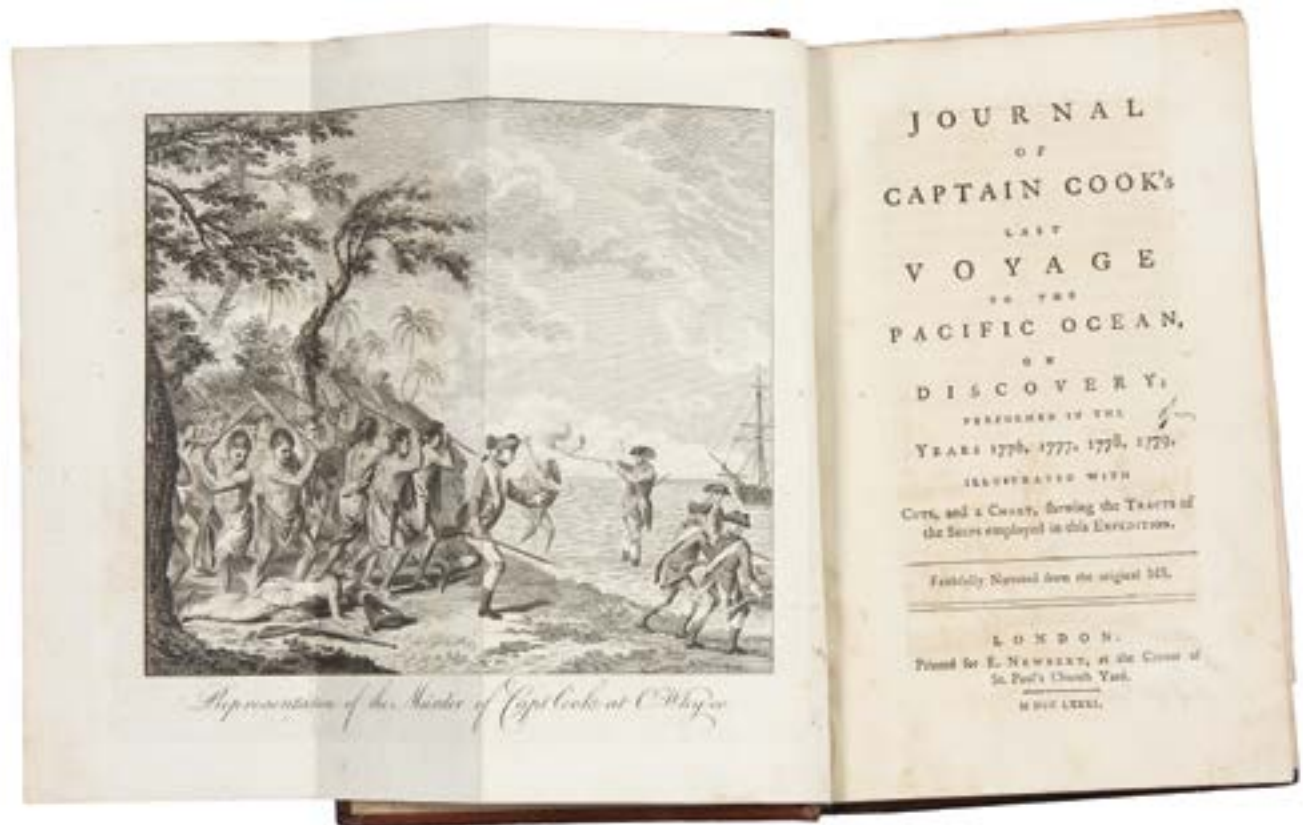 Representation of the Murder of Capt Cook at O Why ee
JOURNAL
OF
CAPTAIN COOK's
LAST
VOYAGE
TO THE
PACIFIC OCEAN,
ON
DISCOVERY;
PERFORMED IN THE
YEARS 1776, 1777, 1778, 1779,
ILLUSTRATED WITH
CUTS, and a CHART, shewing the TRACTS of
the SHIPS employed in this EXPEDITION.
Faithfully Narrated from the original MS.
LONDON.
Printed for E. NEWBERY, at the Corner of
St. Paul's Church Yard.
M DCC LXXXI.